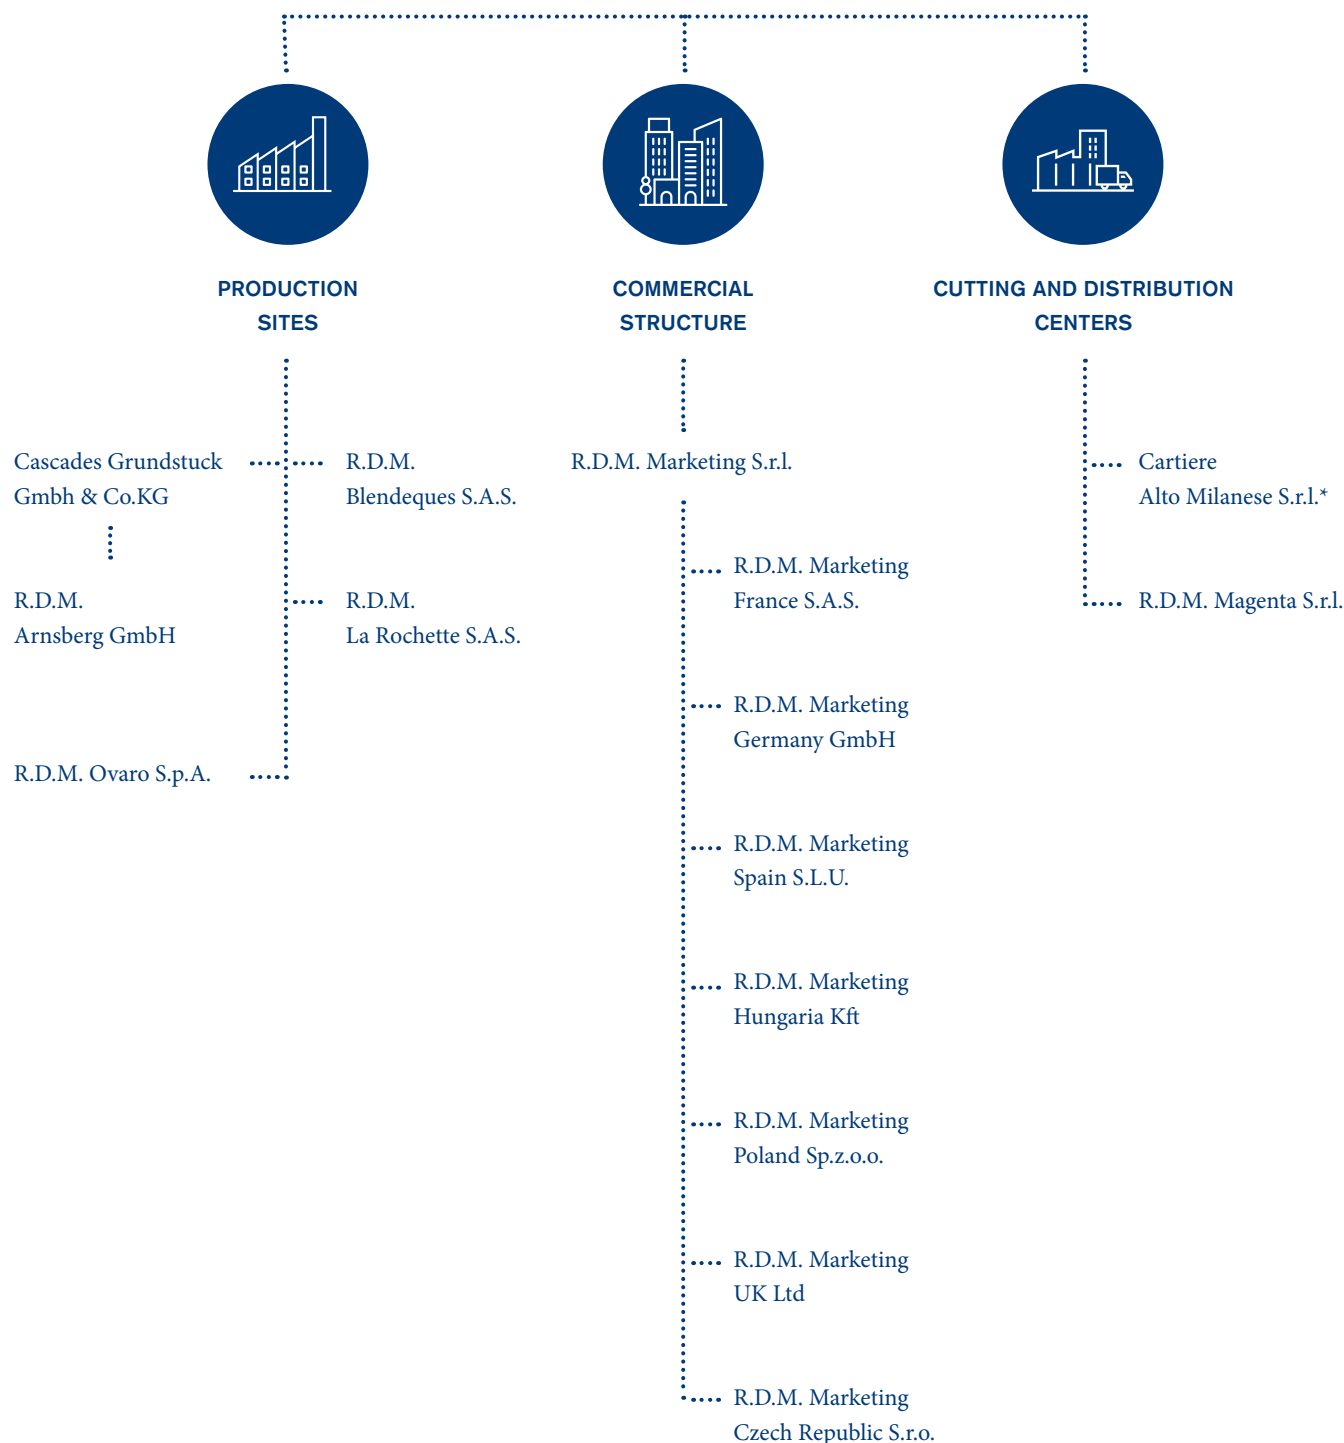 PRODUCTION
SITES
Cascades Grundstuck
Gmbh & Co.KG
R.D.M.
Arnsberg GmbH
R.D.M. Ovaro S.p.A.
R.D.M.
Blendeques S.A.S.
R.D.M.
La Rochette S.A.S.
COMMERCIAL
STRUCTURE
R.D.M. Marketing S.r.l.
R.D.M. Marketing
France S.A.S.
R.D.M. Marketing
Germany GmbH
R.D.M. Marketing
Spain S.L.U.
R.D.M. Marketing
Hungaria Kft
R.D.M. Marketing
Poland Sp.z.o.o.
R.D.M. Marketing
UK Ltd
R.D.M. Marketing
Czech Republic S.r.o.
CUTTING AND DISTRIBUTION
CENTERS
Cartiere
Alto Milanese S.r.l.*
R.D.M. Magenta S.r.l.